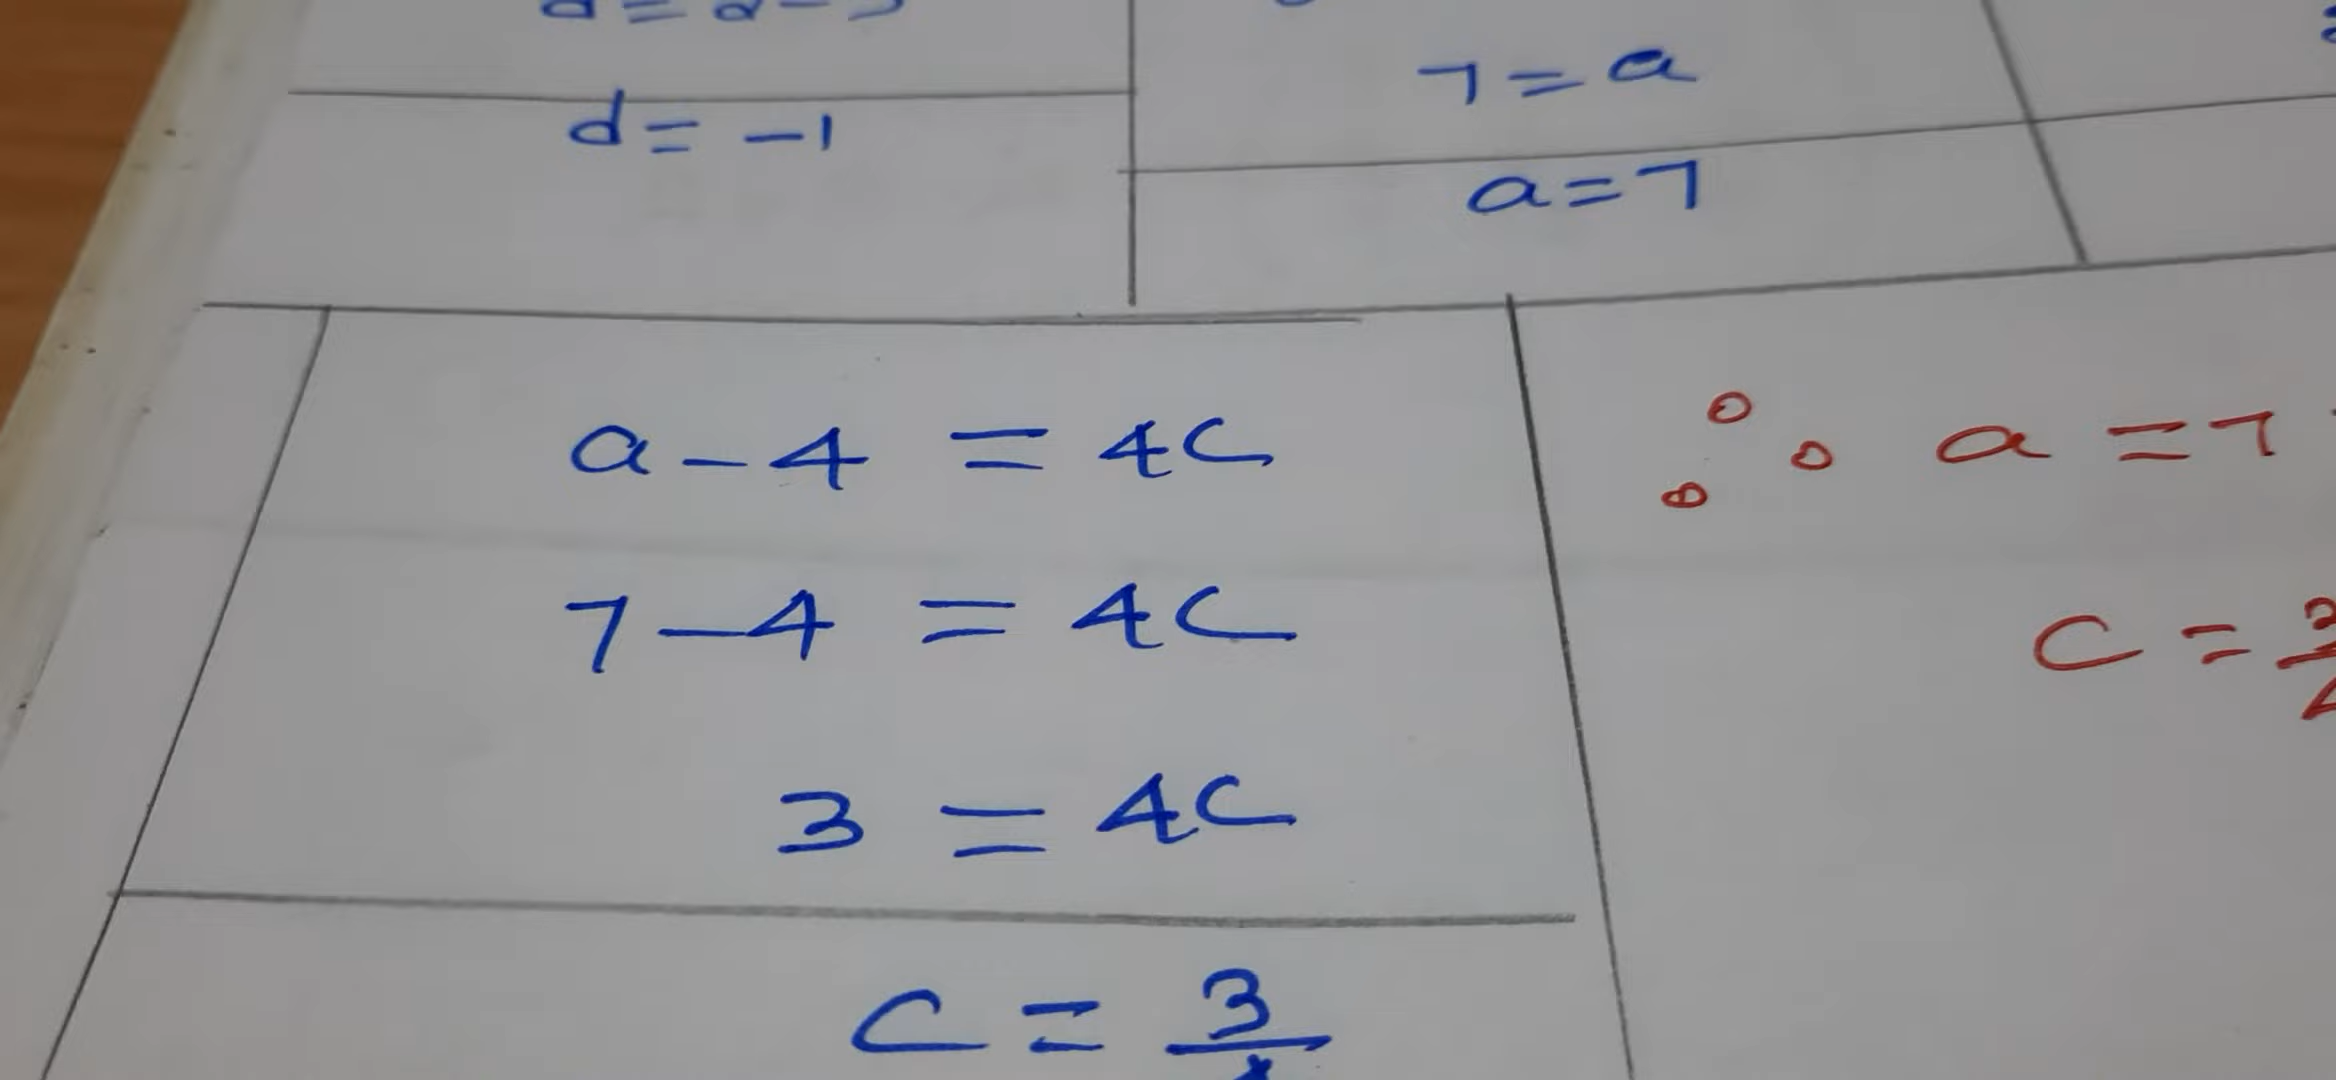 d = -1
7 = a
a = 7
a - 4 = 4c
7 - 4 = 4c
3 = 4c
c = 3/
∴ a = 7
c =